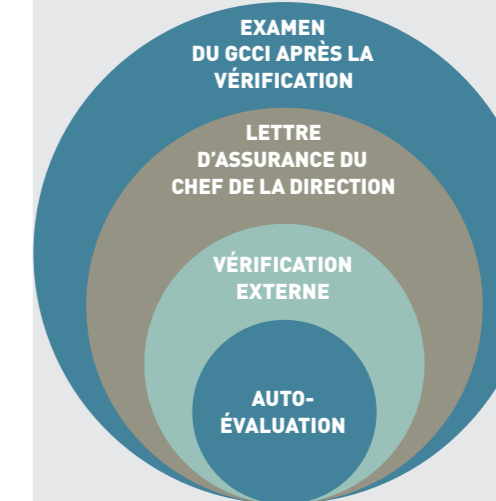 EXAMEN
DU GCCI APRÈS LA
VÉRIFICATION
LETTRE
D'ASSURANCE DU
CHEF DE LA DIRECTION
VÉRIFICATION
EXTERNE
AUTO-
ÉVALUATION